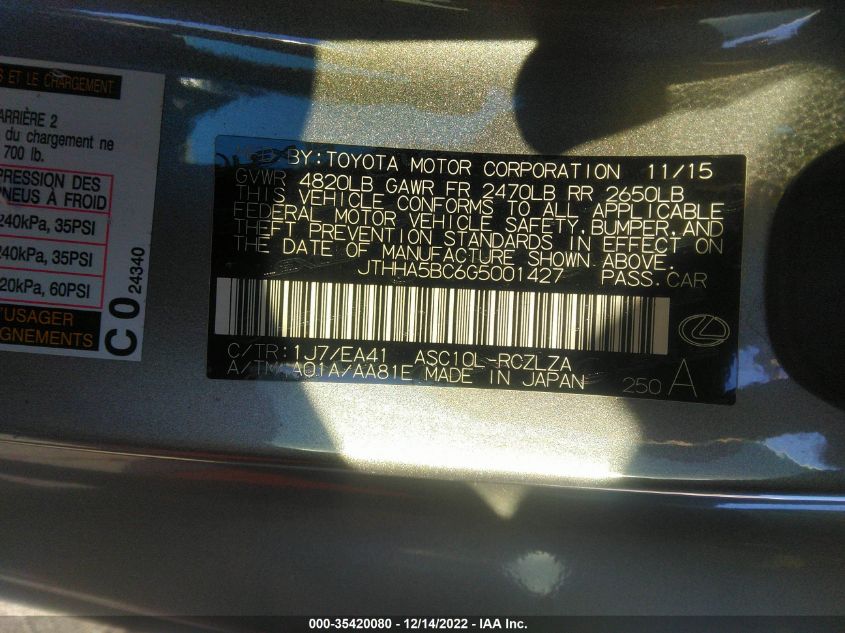 S ET LE CHARGEMENT
ARRIÈRE 2
du chargement ne
700 lb.
PRESSION DES
PNEUS À FROID
240kPa, 35PSI
240kPa, 35PSI
20kPa, 60PSI
L'USAGER
IGNEMENTS
C0
24340
BY:TOYOTA MOTOR CORPORATION 11/15
GVWR 4820LB GAWR FR 2470LB RR 2650LB
THIS VEHICLE CONFORMS TO ALL APPLICABLE
FEDERAL MOTOR VEHICLE SAFETY,BUMPER,AND
THEFT PREVENTION STANDARDS IN EFFECT ON
THE DATE OF MANUFACTURE SHOWN ABOVE.
JTHHA5BC6G5001427 PASS.CAR
C/TR:1J7/EA41 ASC10L-RCZLZA
A/TM:A01A/AA81E MADE IN JAPAN
250 A
000-35420080 - 12/14/2022 - IAA Inc.